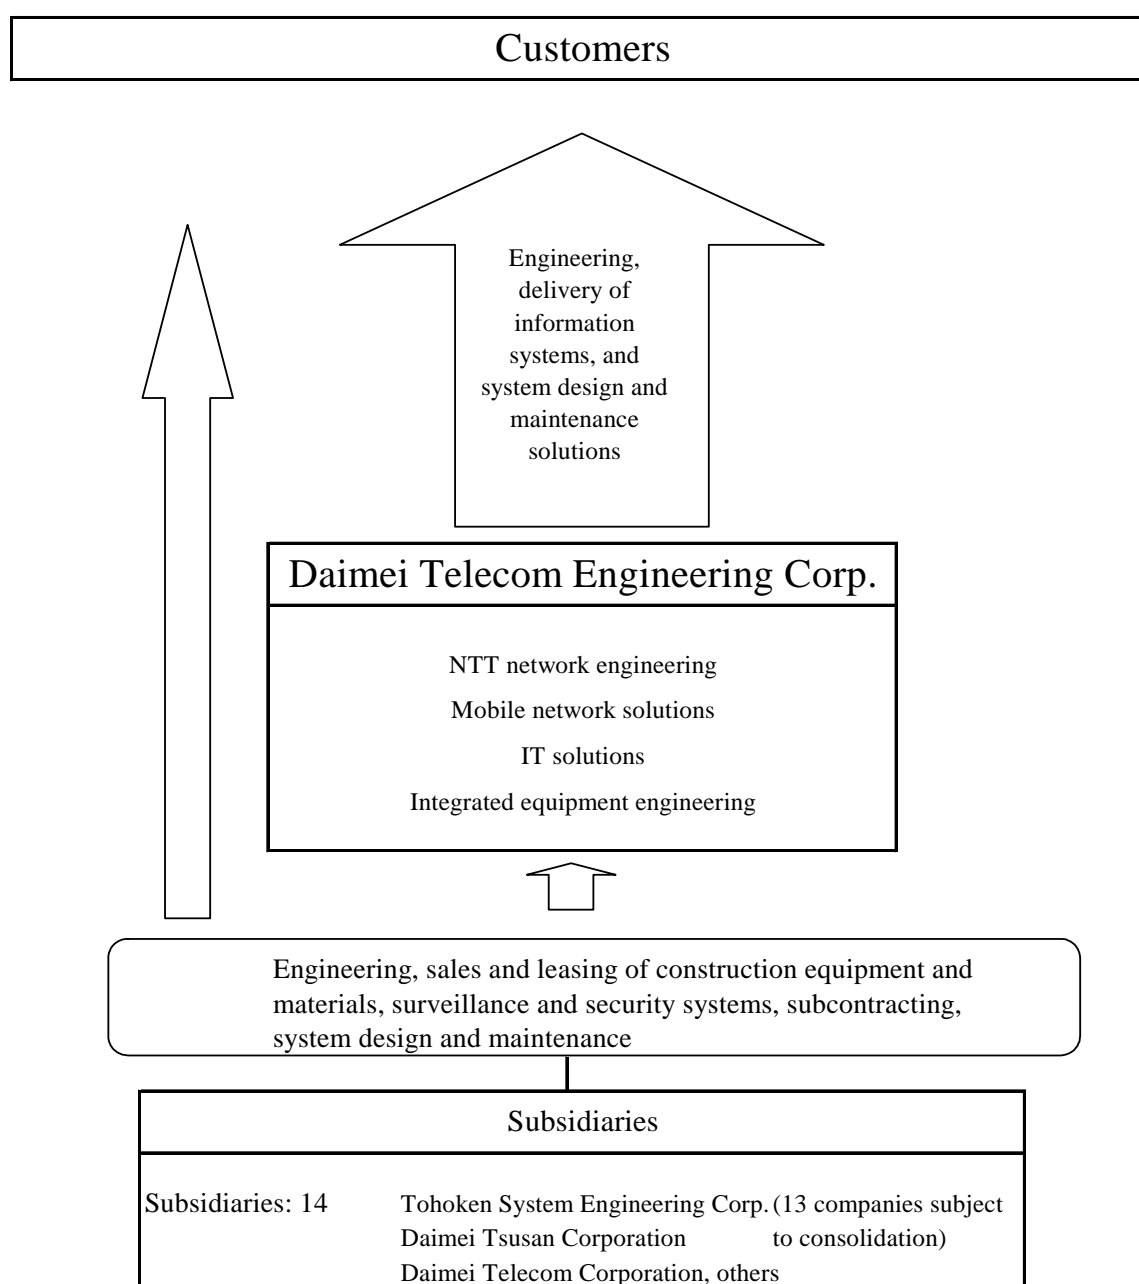 Customers
Engineering,
delivery of
information
systems, and
system design and
maintenance
solutions
Daimei Telecom Engineering Corp.
NTT network engineering
Mobile network solutions
IT solutions
Integrated equipment engineering
Engineering, sales and leasing of construction equipment and
materials, surveillance and security systems, subcontracting,
system design and maintenance
Subsidiaries
Subsidiaries: 14 Tohoken System Engineering Corp. (13 companies subject
Daimei Tsusan Corporation to consolidation)
Daimei Telecom Corporation, others